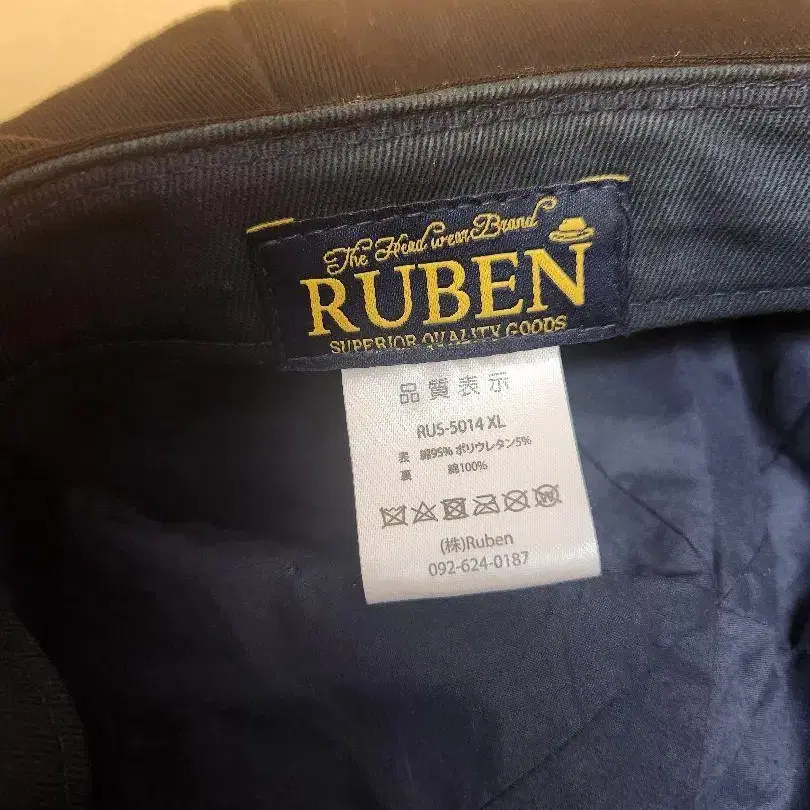 The Head wear Brand
RUBEN
SUPERIOR QUALITY GOODS
品質表示
RUS-5014 XL
表 綿95% ポリウレタン5%
裏 綿100%
(株)Ruben
092-624-0187